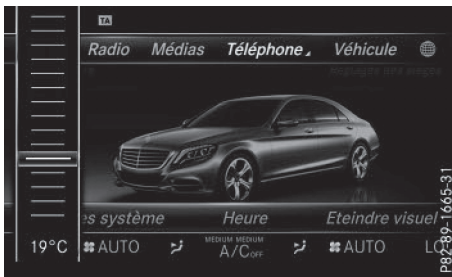 TA
Radio Médias Téléphone Véhicule
es système Heure Eteindre visuel
19°C AUTO MEDIUM MEDIUM A/C OFF AUTO LO
P82-89-1665-31